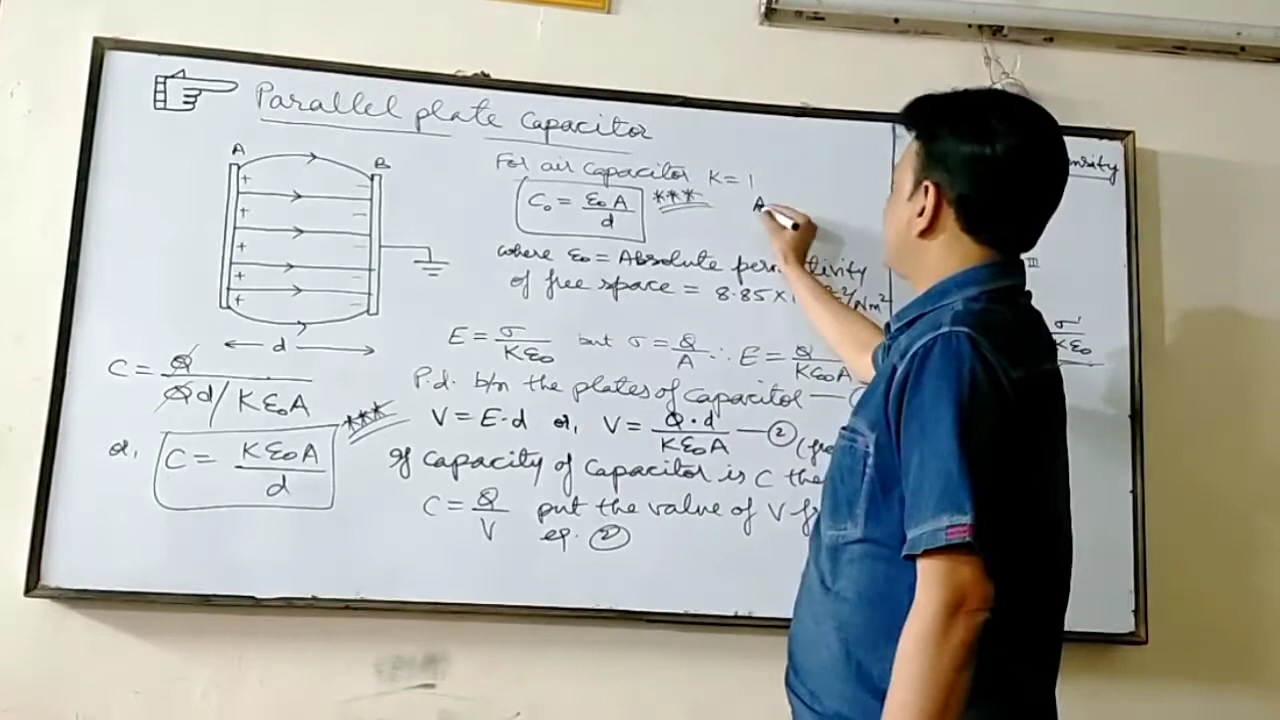 Parallel plate Capacitor
A B
+ −
+ −
+ −
+ −
+ −
d
For air Capacitor K = 1
C₀ = ε₀A/d ***
A
where ε₀ = Absolute
of free space = 8.85×1
E = σ/Kε₀ but σ = Q/A ∴ E = Q/Kε₀A
P.d. b/n the plates of capacitor —
V = E·d or, V = Q·d/Kε₀A — ②
If capacity of Capacitor is C
C = Q/V put the value of V
eq. ②
C = Q/Qd/Kε₀A
or, C = Kε₀A/d ***
III
σ/Kε₀